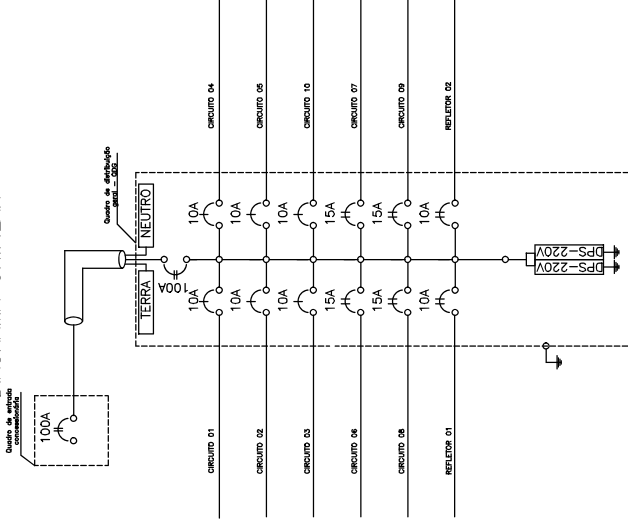 Quadro de entrada
concessionária
100A
Quadro de distribuição
geral - QDG
NEUTRO
TERRA
100A
CIRCUITO 04
CIRCUITO 05
CIRCUITO 10
CIRCUITO 07
CIRCUITO 09
REFLETOR 02
10A
10A
10A
15A
15A
10A
10A
10A
10A
15A
15A
10A
CIRCUITO 01
CIRCUITO 02
CIRCUITO 03
CIRCUITO 06
CIRCUITO 08
REFLETOR 01
DPS-220V
DPS-220V